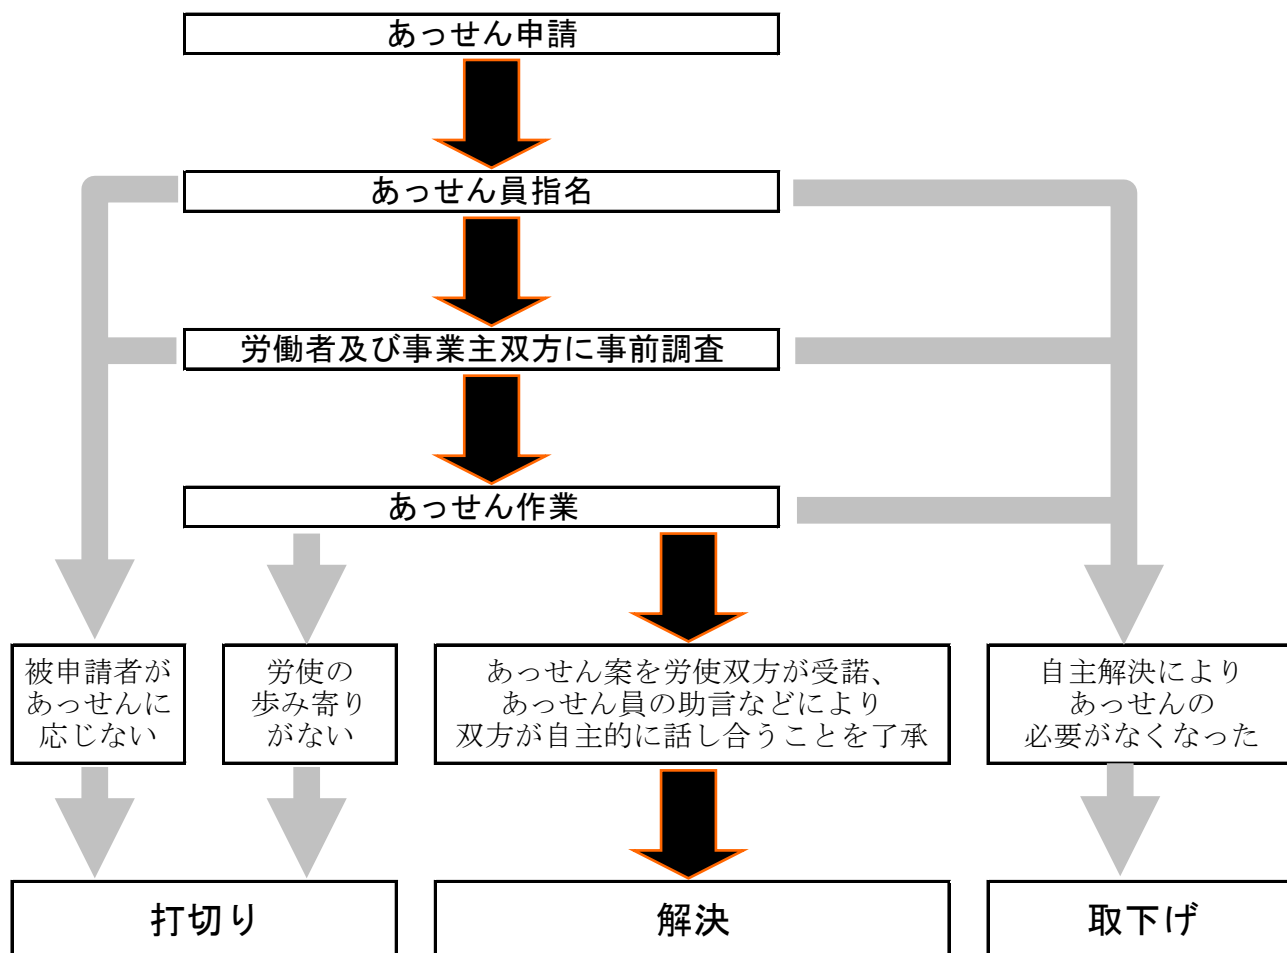 あっせん申請
あっせん員指名
労働者及び事業主双方に事前調査
あっせん作業
被申請者が
あっせんに
応じない
労使の
歩み寄り
がない
あっせん案を労使双方が受諾、
あっせん員の助言などにより
双方が自主的に話し合うことを了承
自主解決により
あっせんの
必要がなくなった
打切り
解決
取下げ